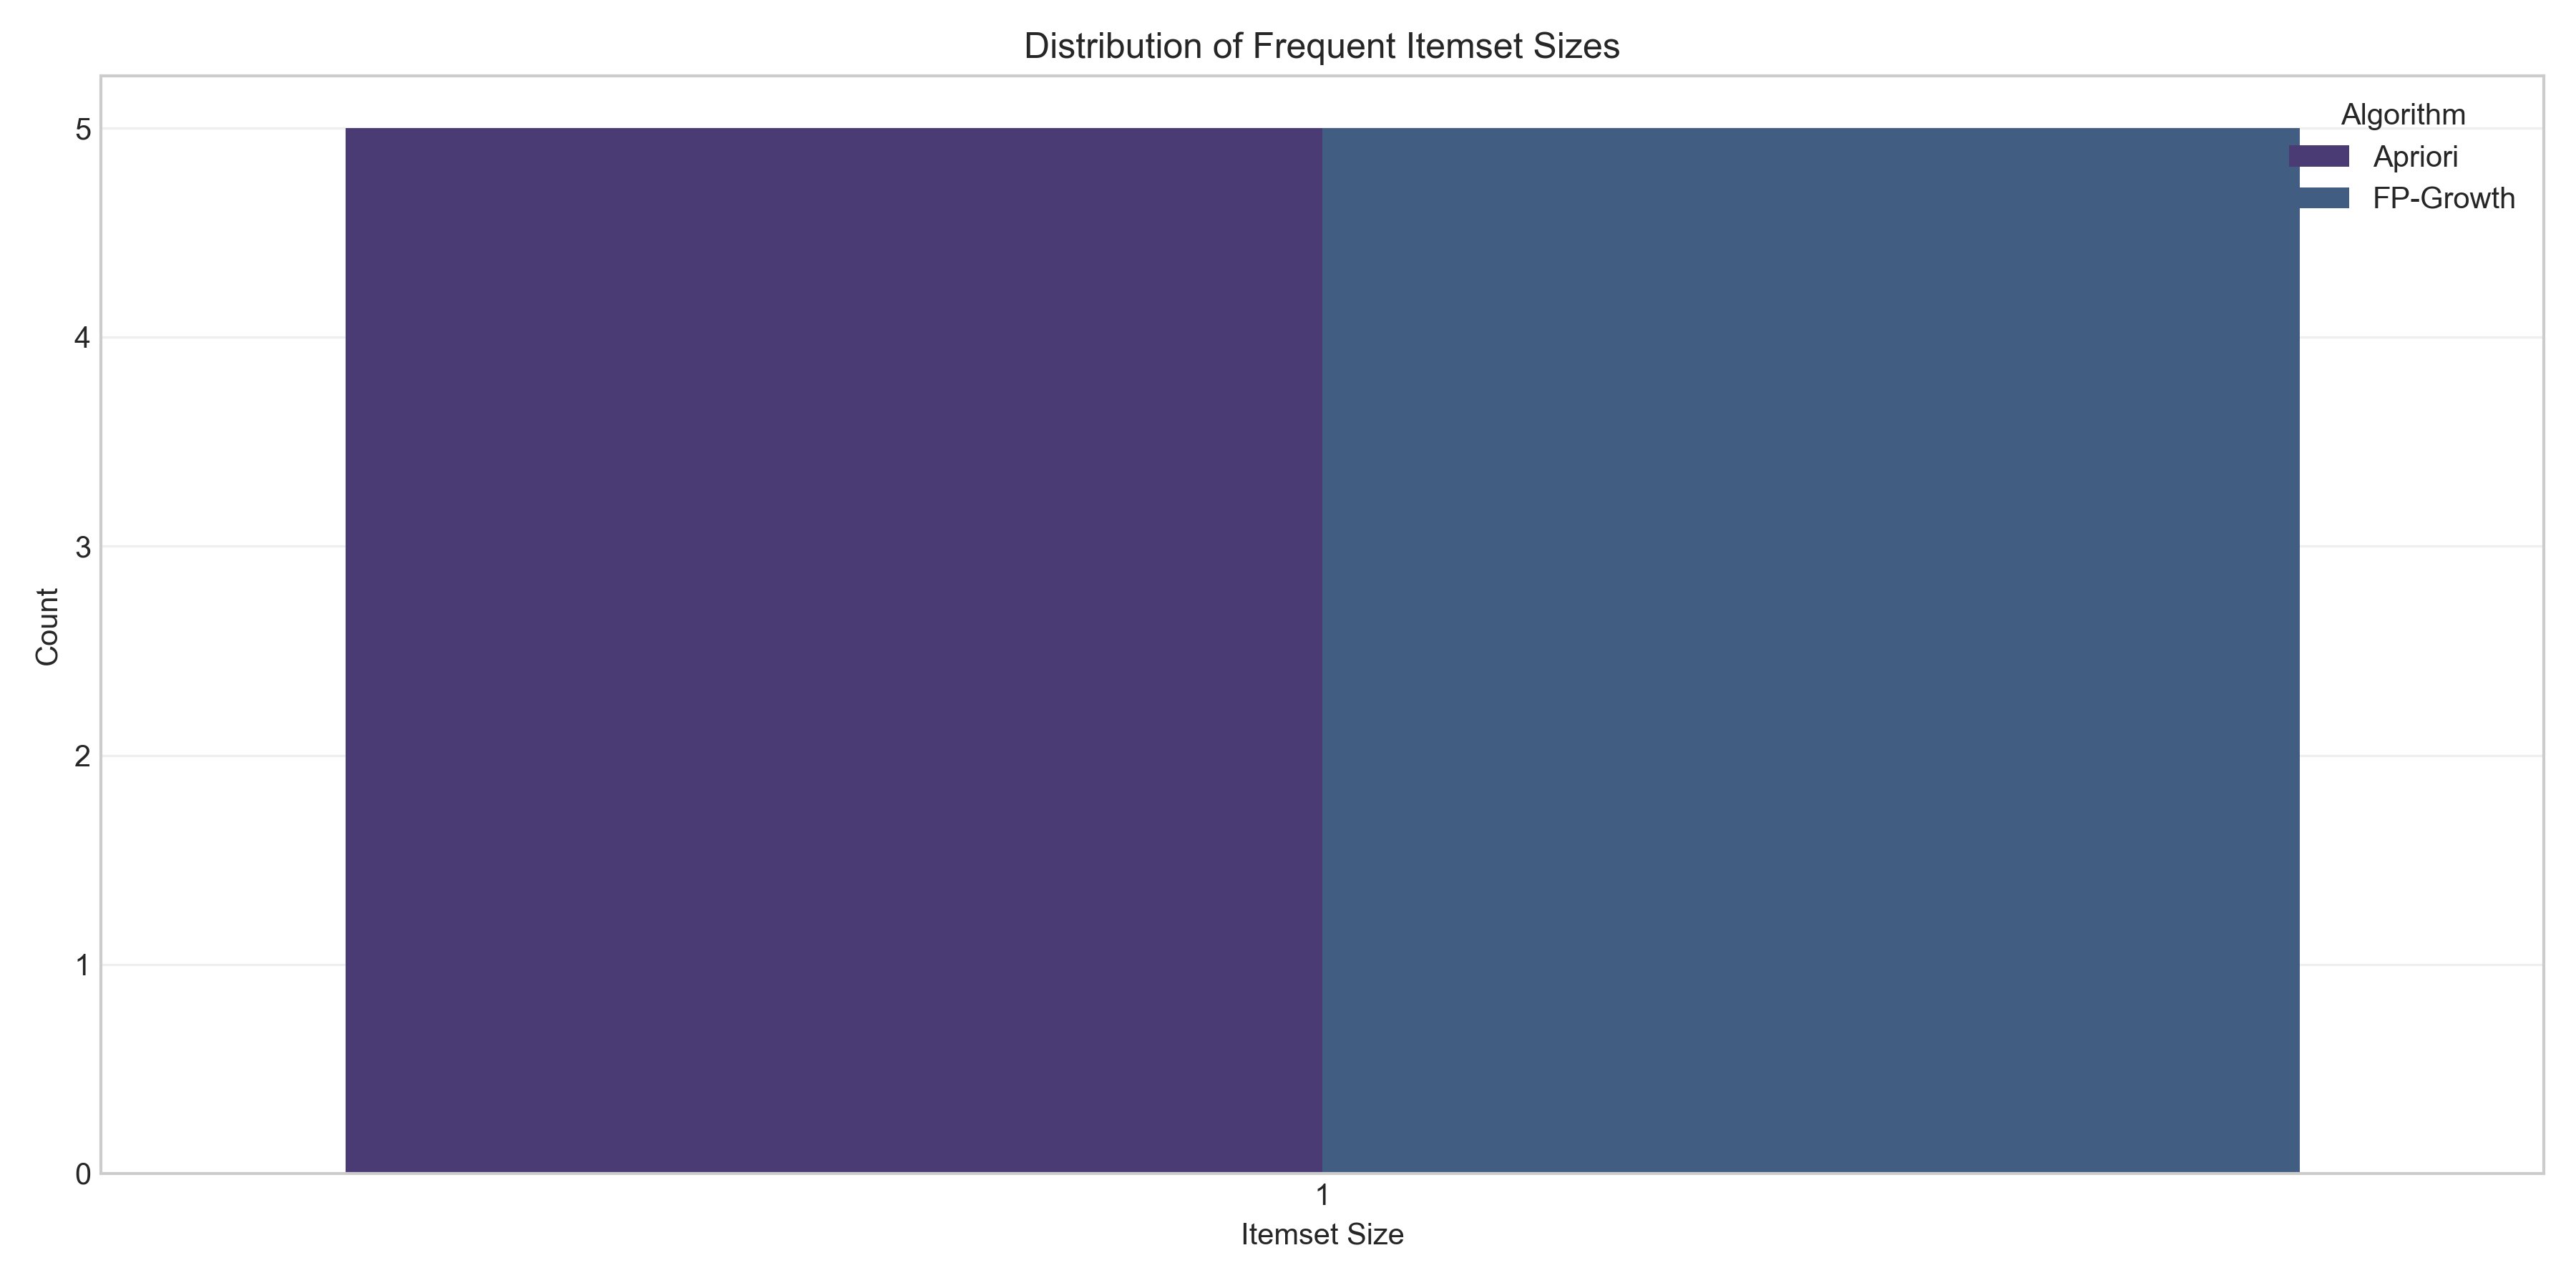 Distribution of Frequent Itemset Sizes
Algorithm
Apriori
FP-Growth
5
4
3
2
1
0
Count
1
Itemset Size